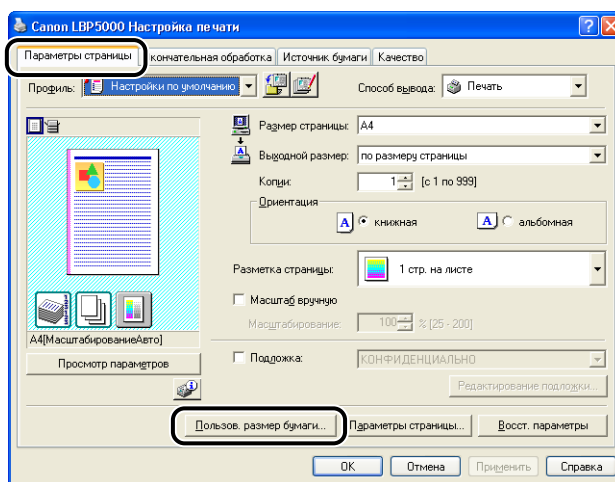 Canon LBP5000 Настройка печати
Параметры страницы
кончательная обработка
Источник бумаги
Качество
Профиль:
Настройки по умолчанию
Способ вывода:
Печать
Размер страницы:
A4
Выходной размер:
по размеру страницы
Копии:
1
[с 1 по 999]
Ориентация
A
книжная
A
альбомная
Разметка страницы:
1 стр. на листе
Масштаб вручную
Масштабирование:
100
% [25 - 200]
A4[МасштабированиеАвто]
Просмотр параметров
Подложка:
КОНФИДЕНЦИАЛЬНО
Редактирование подложки...
Пользов. размер бумаги...
Параметры страницы...
Восст. параметры
OK
Отмена
Применить
Справка